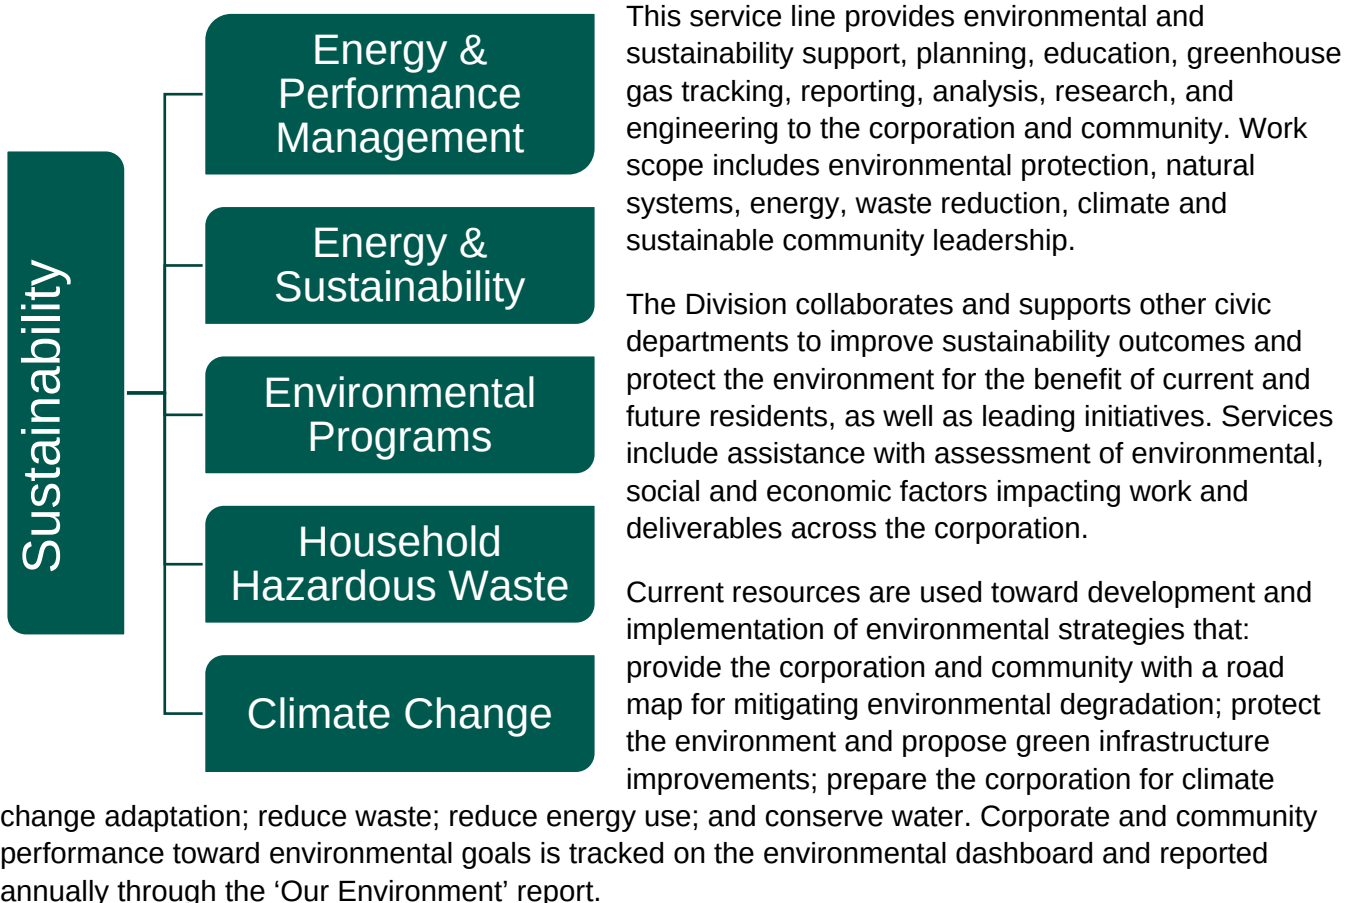 Sustainability
Energy &
Performance
Management
Energy &
Sustainability
Environmental
Programs
Household
Hazardous Waste
Climate Change
This service line provides environmental and
sustainability support, planning, education, greenhouse
gas tracking, reporting, analysis, research, and
engineering to the corporation and community. Work
scope includes environmental protection, natural
systems, energy, waste reduction, climate and
sustainable community leadership.
The Division collaborates and supports other civic
departments to improve sustainability outcomes and
protect the environment for the benefit of current and
future residents, as well as leading initiatives. Services
include assistance with assessment of environmental,
social and economic factors impacting work and
deliverables across the corporation.
Current resources are used toward development and
implementation of environmental strategies that:
provide the corporation and community with a road
map for mitigating environmental degradation; protect
the environment and propose green infrastructure
improvements; prepare the corporation for climate
change adaptation; reduce waste; reduce energy use; and conserve water. Corporate and community
performance toward environmental goals is tracked on the environmental dashboard and reported
annually through the ‘Our Environment’ report.